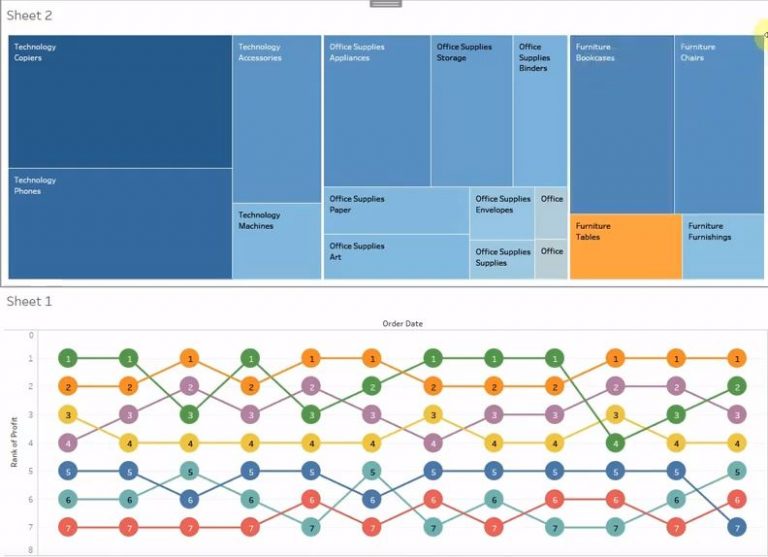 Sheet 2
Technology
Copiers
Technology
Accessories
Office Supplies
Appliances
Office Supplies
Storage
Office
Supplies
Binders
Furniture
Bookcases
Furniture
Chairs
Technology
Phones
Technology
Machines
Office Supplies
Paper
Office Supplies
Envelopes
Office
Office Supplies
Art
Office Supplies
Supplies
Office
Furniture
Tables
Furniture
Furnishings
Sheet 1
Order Date
Rank of Profit
0
1 1 1 1 1 1 1 1 1 1 1 1 1
2 2 2 2 2 2 2 2 2 2 2 2 2
3 3 3 3 3 3 3 3 3 3 3 3 3
4 4 4 4 4 4 4 4 4 4 4 4 4
5 5 5 5 5 5 5 5 5 5 5 5 5
6 6 6 6 6 6 6 6 6 6 6 6 6
7 7 7 7 7 7 7 7 7 7 7 7 7
8